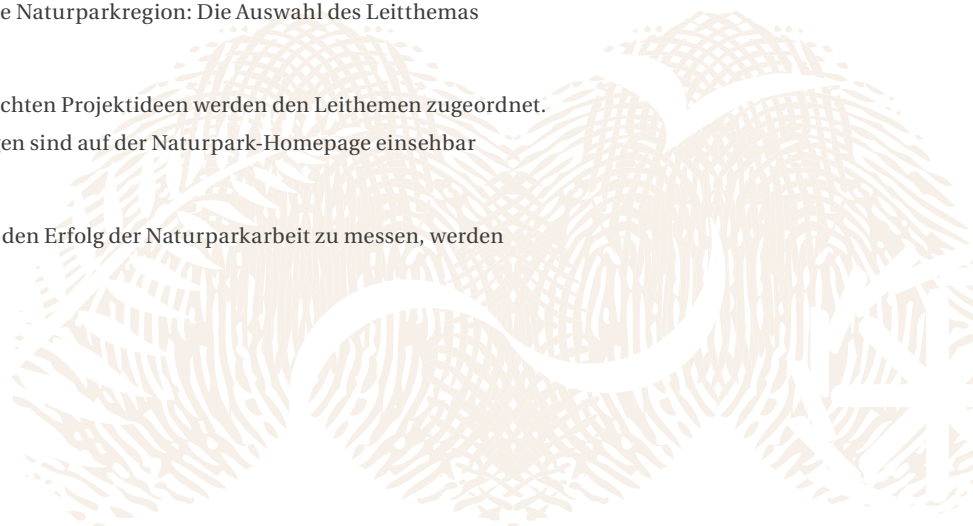 e Naturparkregion: Die Auswahl des Leitthemas
chten Projektideen werden den Leithemen zugeordnet.
gen sind auf der Naturpark-Homepage einsehbar
den Erfolg der Naturparkarbeit zu messen, werden